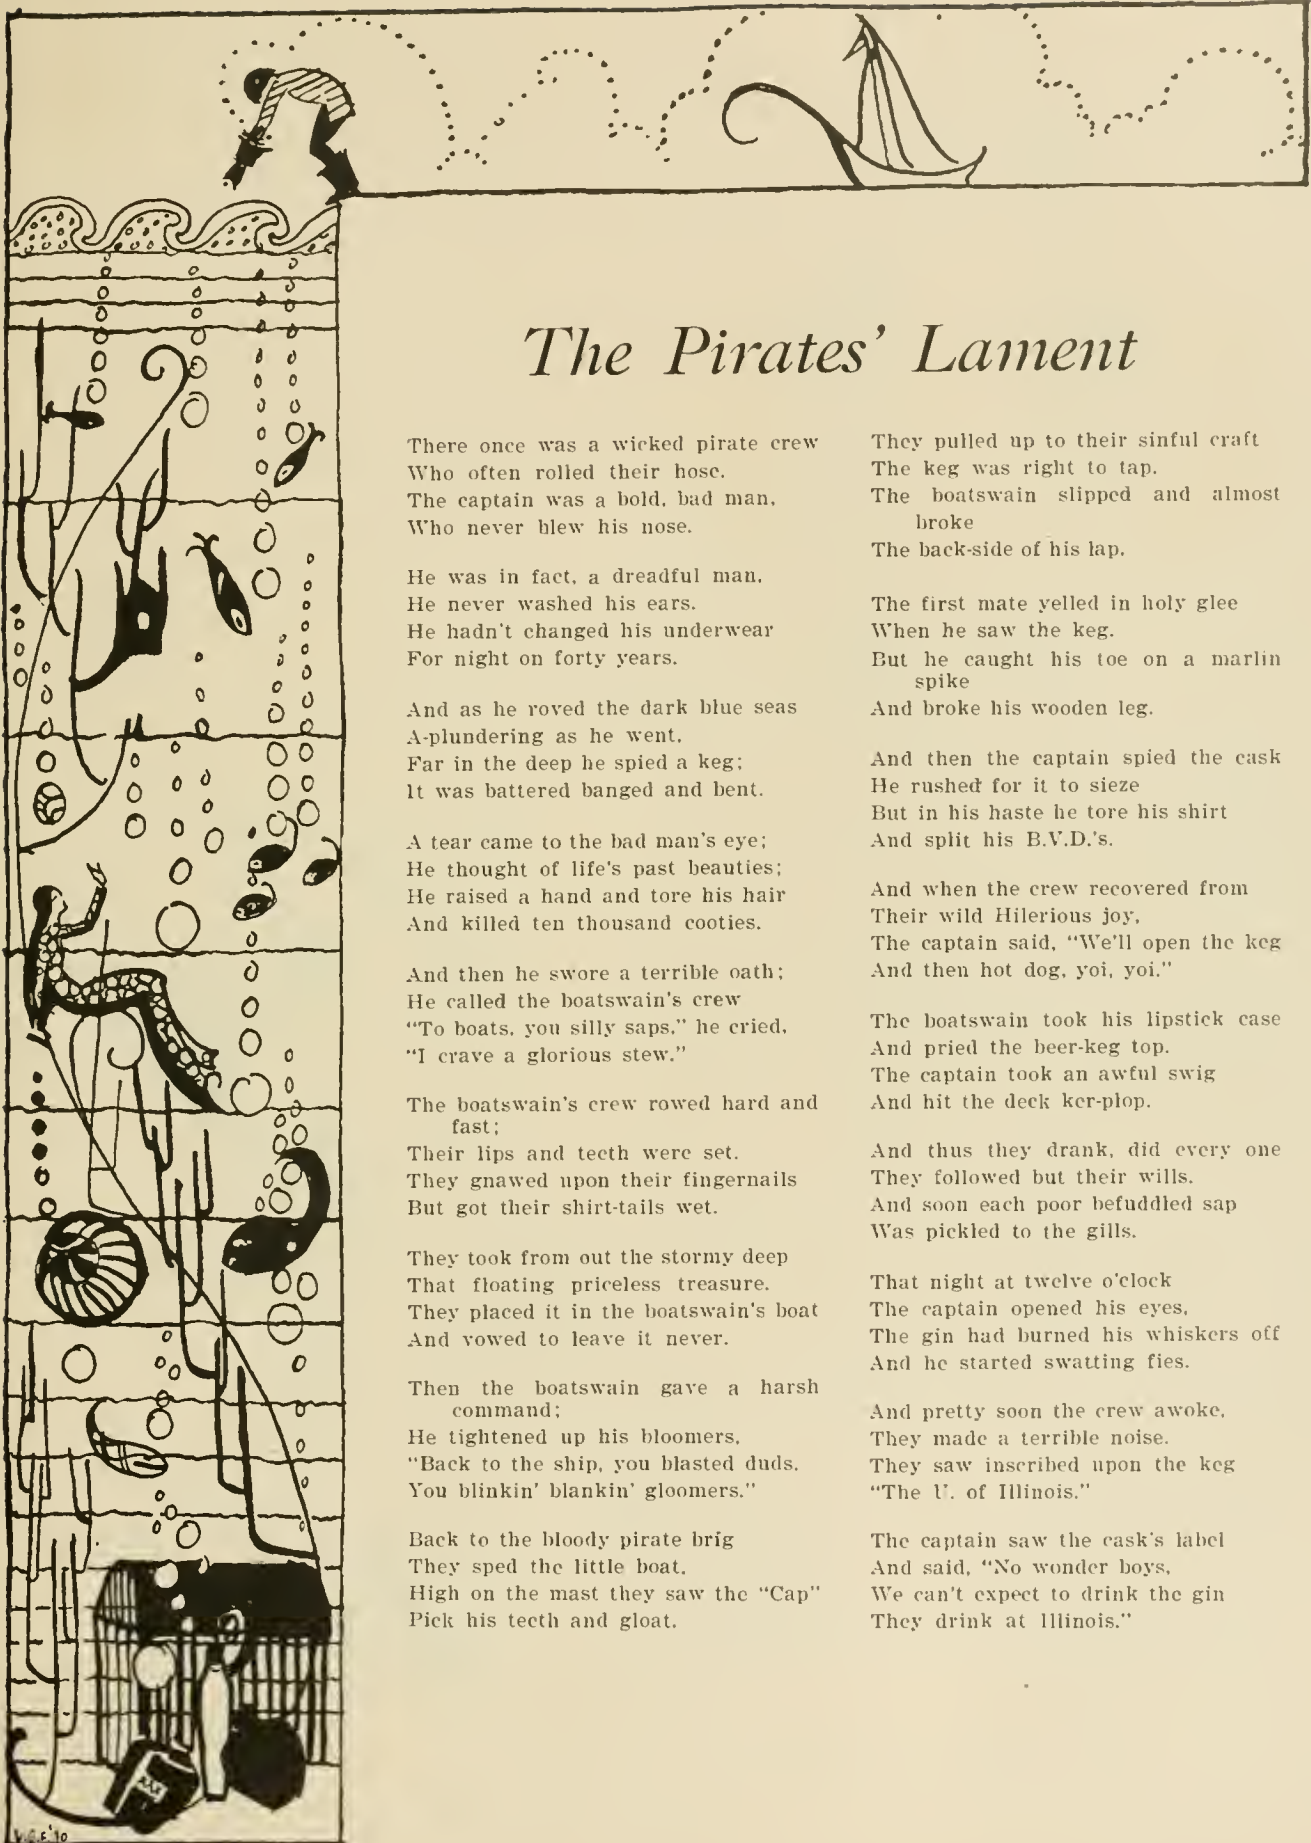 The Pirates' Lament
There once was a wicked pirate crew
Who often rolled their hose.
The captain was a bold, bad man,
Who never blew his nose.
He was in fact, a dreadful man,
He never washed his ears.
He hadn't changed his underwear
For night on forty years.
And as he roved the dark blue seas
A-plundering as he went,
Far in the deep he spied a keg;
It was battered banged and bent.
A tear came to the bad man's eye;
He thought of life's past beauties;
He raised a hand and tore his hair
And killed ten thousand cooties.
And then he swore a terrible oath;
He called the boatswain's crew
"To boats, you silly saps," he cried,
"I crave a glorious stew."
The boatswain's crew rowed hard and
fast;
Their lips and teeth were set.
They gnawed upon their fingernails
But got their shirt-tails wet.
They took from out the stormy deep
That floating priceless treasure.
They placed it in the boatswain's boat
And vowed to leave it never.
Then the boatswain gave a harsh
command;
He tightened up his bloomers,
"Back to the ship, you blasted duds,
You blinkin' blankin' gloomers."
Back to the bloody pirate brig
They sped the little boat.
High on the mast they saw the "Cap"
Pick his teeth and gloat.
They pulled up to their sinful craft
The keg was right to tap.
The boatswain slipped and almost
broke
The back-side of his lap.
The first mate yelled in holy glee
When he saw the keg.
But he caught his toe on a marlin
spike
And broke his wooden leg.
And then the captain spied the cask
He rushed for it to sieze
But in his haste he tore his shirt
And split his B.V.D.'s.
And when the crew recovered from
Their wild Hilerious joy,
The captain said, "We'll open the keg
And then hot dog, yoi, yoi."
The boatswain took his lipstick case
And pried the beer-keg top.
The captain took an awful swig
And hit the deck ker-plop.
And thus they drank, did every one
They followed but their wills.
And soon each poor befuddled sap
Was pickled to the gills.
That night at twelve o'clock
The captain opened his eyes,
The gin had burned his whiskers off
And he started swatting fies.
And pretty soon the crew awoke,
They made a terrible noise.
They saw inscribed upon the keg
"The U. of Illinois."
The captain saw the cask's label
And said, "No wonder boys,
We can't expect to drink the gin
They drink at Illinois."
XXX